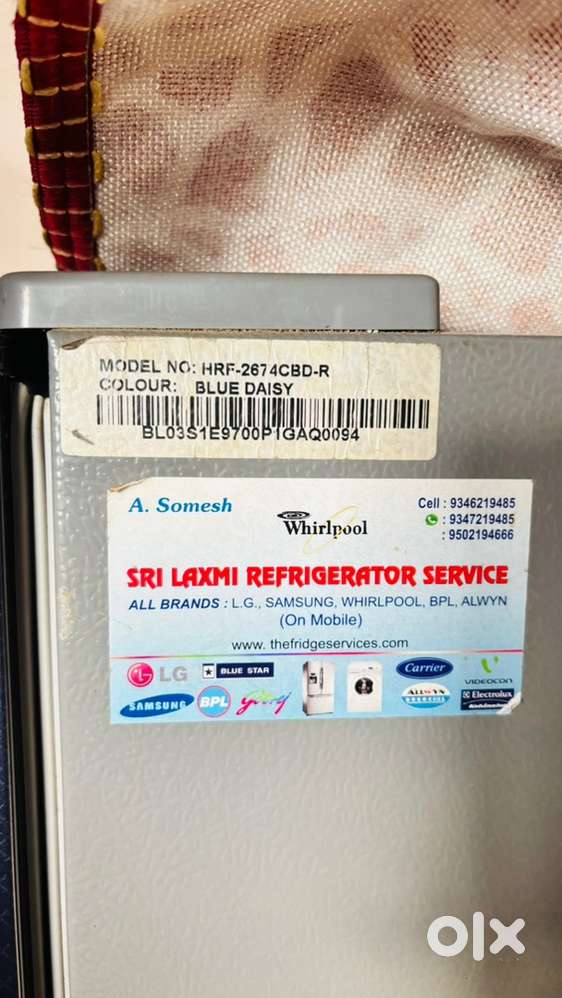 MODEL NO: HRF-2674CBD-R
COLOUR: BLUE DAISY
BL03S1E9700P1GAQ0094
A. Somesh
Whirlpool
Cell : 9346219485
: 9347219485
: 9502194666
SRI LAXMI REFRIGERATOR SERVICE
ALL BRANDS : L.G., SAMSUNG, WHIRLPOOL, BPL, ALWYN
(On Mobile)
www. thefridgeservices.com
LG
BLUE STAR
Carrier
VIDEOCON
SAMSUNG
BPL
Godrej
ALLWYN
Electrolux
olx